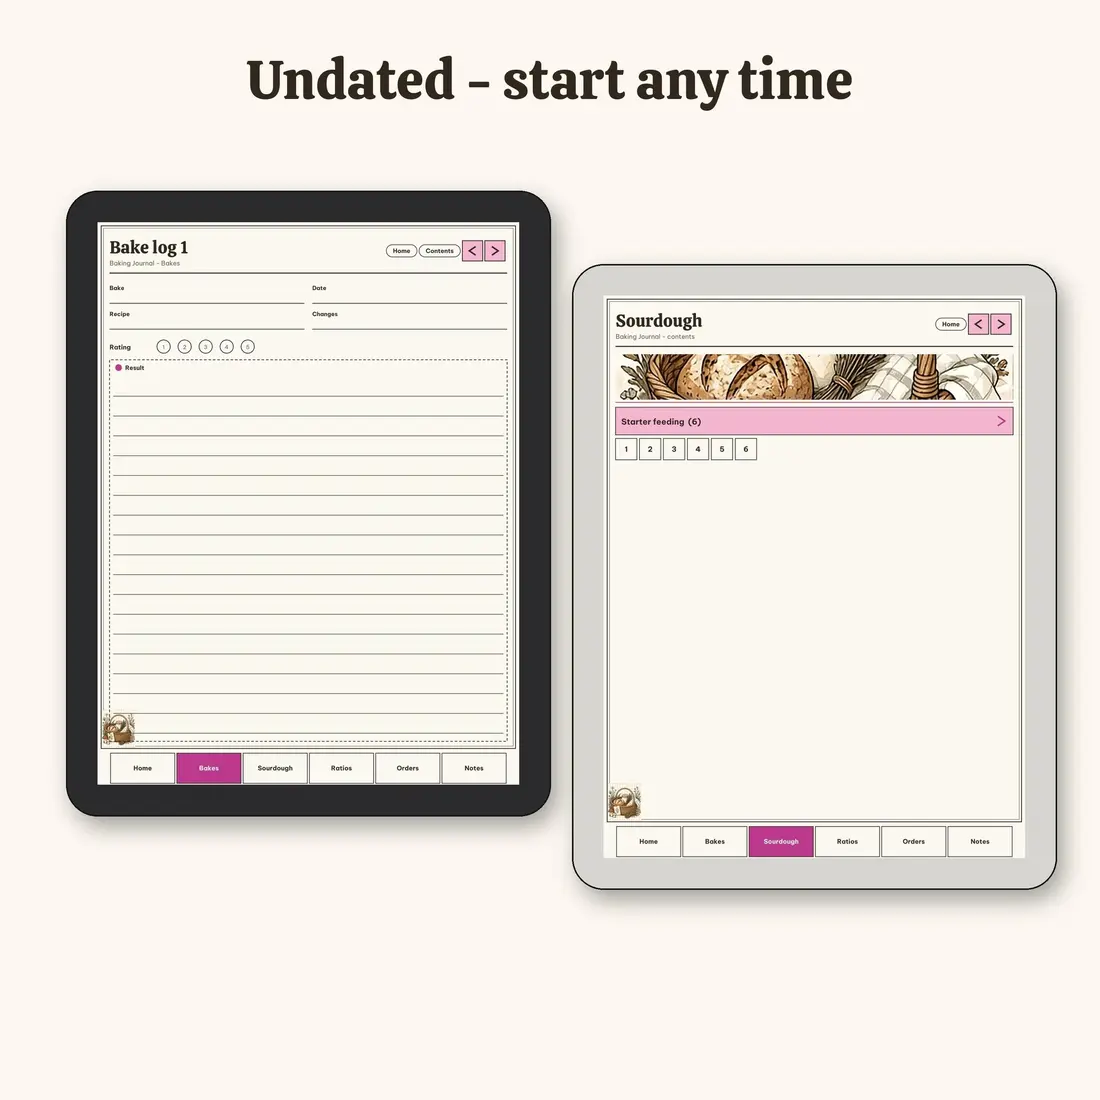 Undated - start any time
Bake log 1
Baking Journal - Bakes
Home
Contents
<
>
Bake
Date
Recipe
Changes
Rating
1
2
3
4
5
Result
Home
Bakes
Sourdough
Ratios
Orders
Notes
Sourdough
Baking Journal - contents
Home
<
>
Starter feeding (6)
>
1
2
3
4
5
6
Home
Bakes
Sourdough
Ratios
Orders
Notes